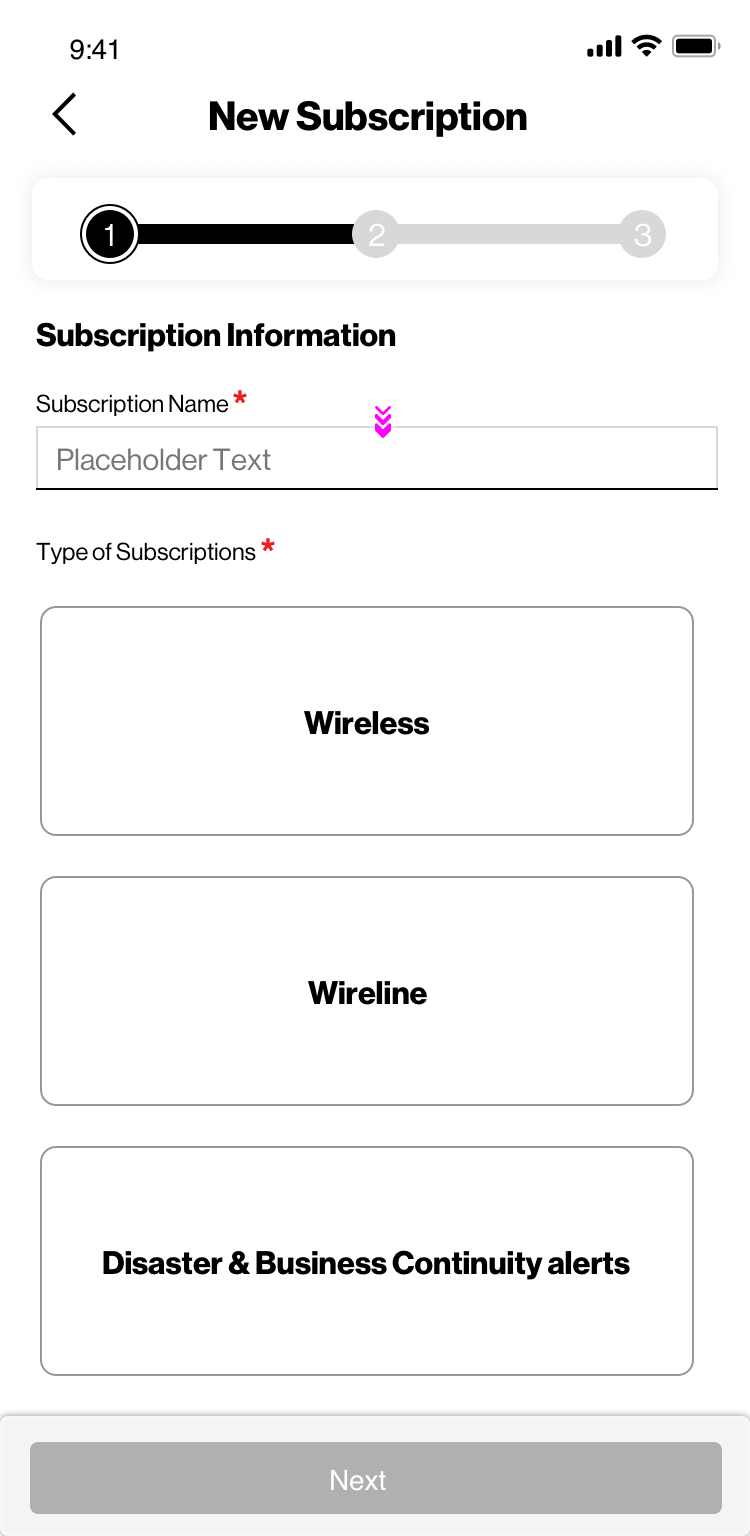 9:41
New Subscription
1 2 3
Subscription Information
Subscription Name *
Placeholder Text
Type of Subscriptions *
Wireless
Wireline
Disaster & Business Continuity alerts
Next